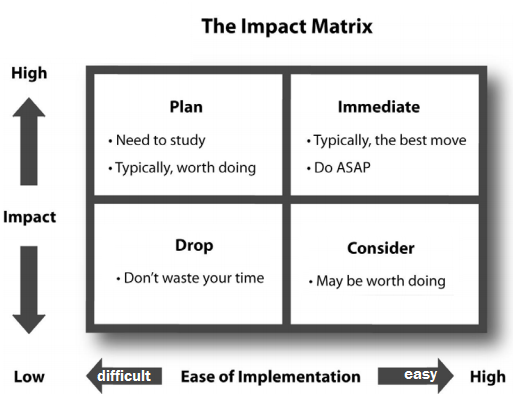 The Impact Matrix
High
Plan
• Need to study
• Typically, worth doing
Immediate
• Typically, the best move
• Do ASAP
Impact
Drop
• Don't waste your time
Consider
• May be worth doing
Low
difficult
Ease of Implementation
easy
High